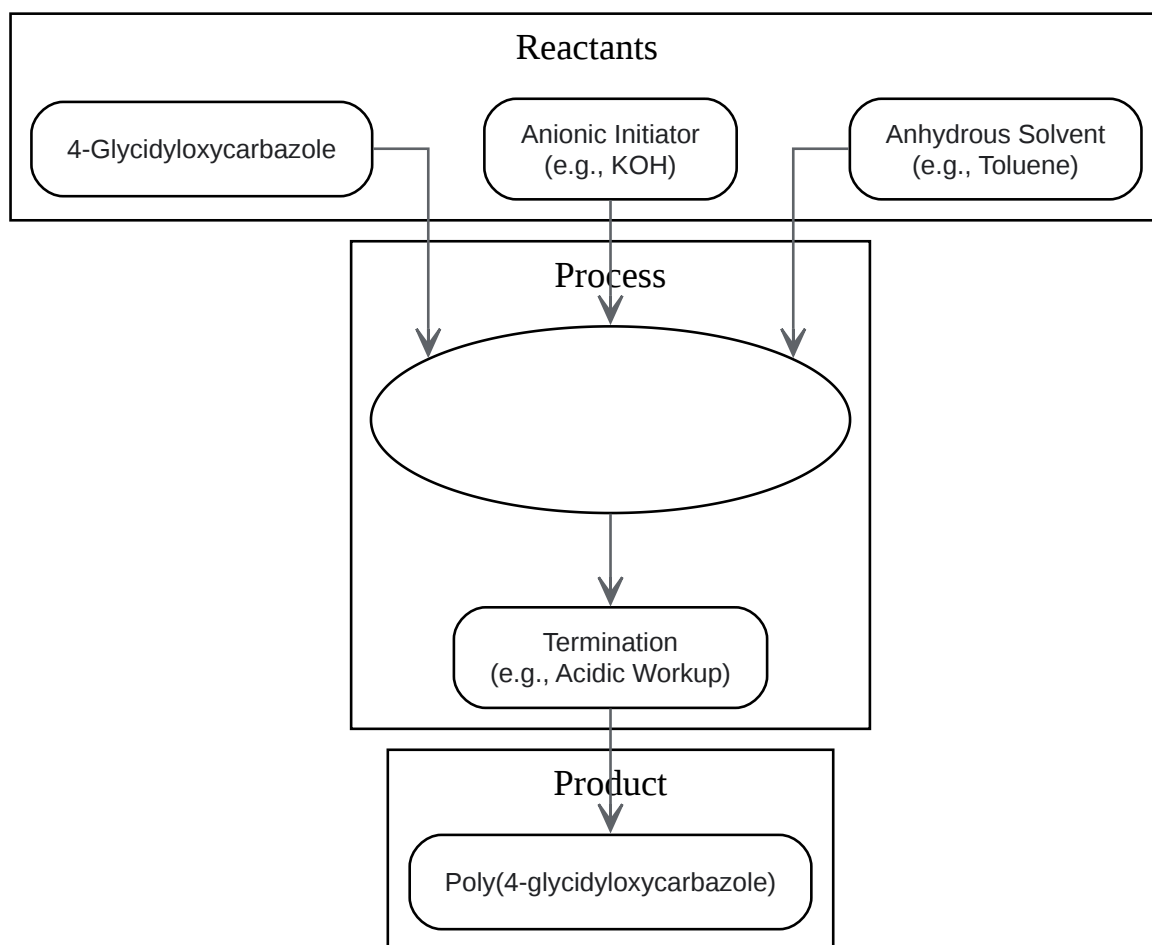 Reactants
4-Glycidyloxycarbazole
Anionic Initiator
(e.g., KOH)
Anhydrous Solvent
(e.g., Toluene)
Process
Termination
(e.g., Acidic Workup)
Product
Poly(4-glycidyloxycarbazole)